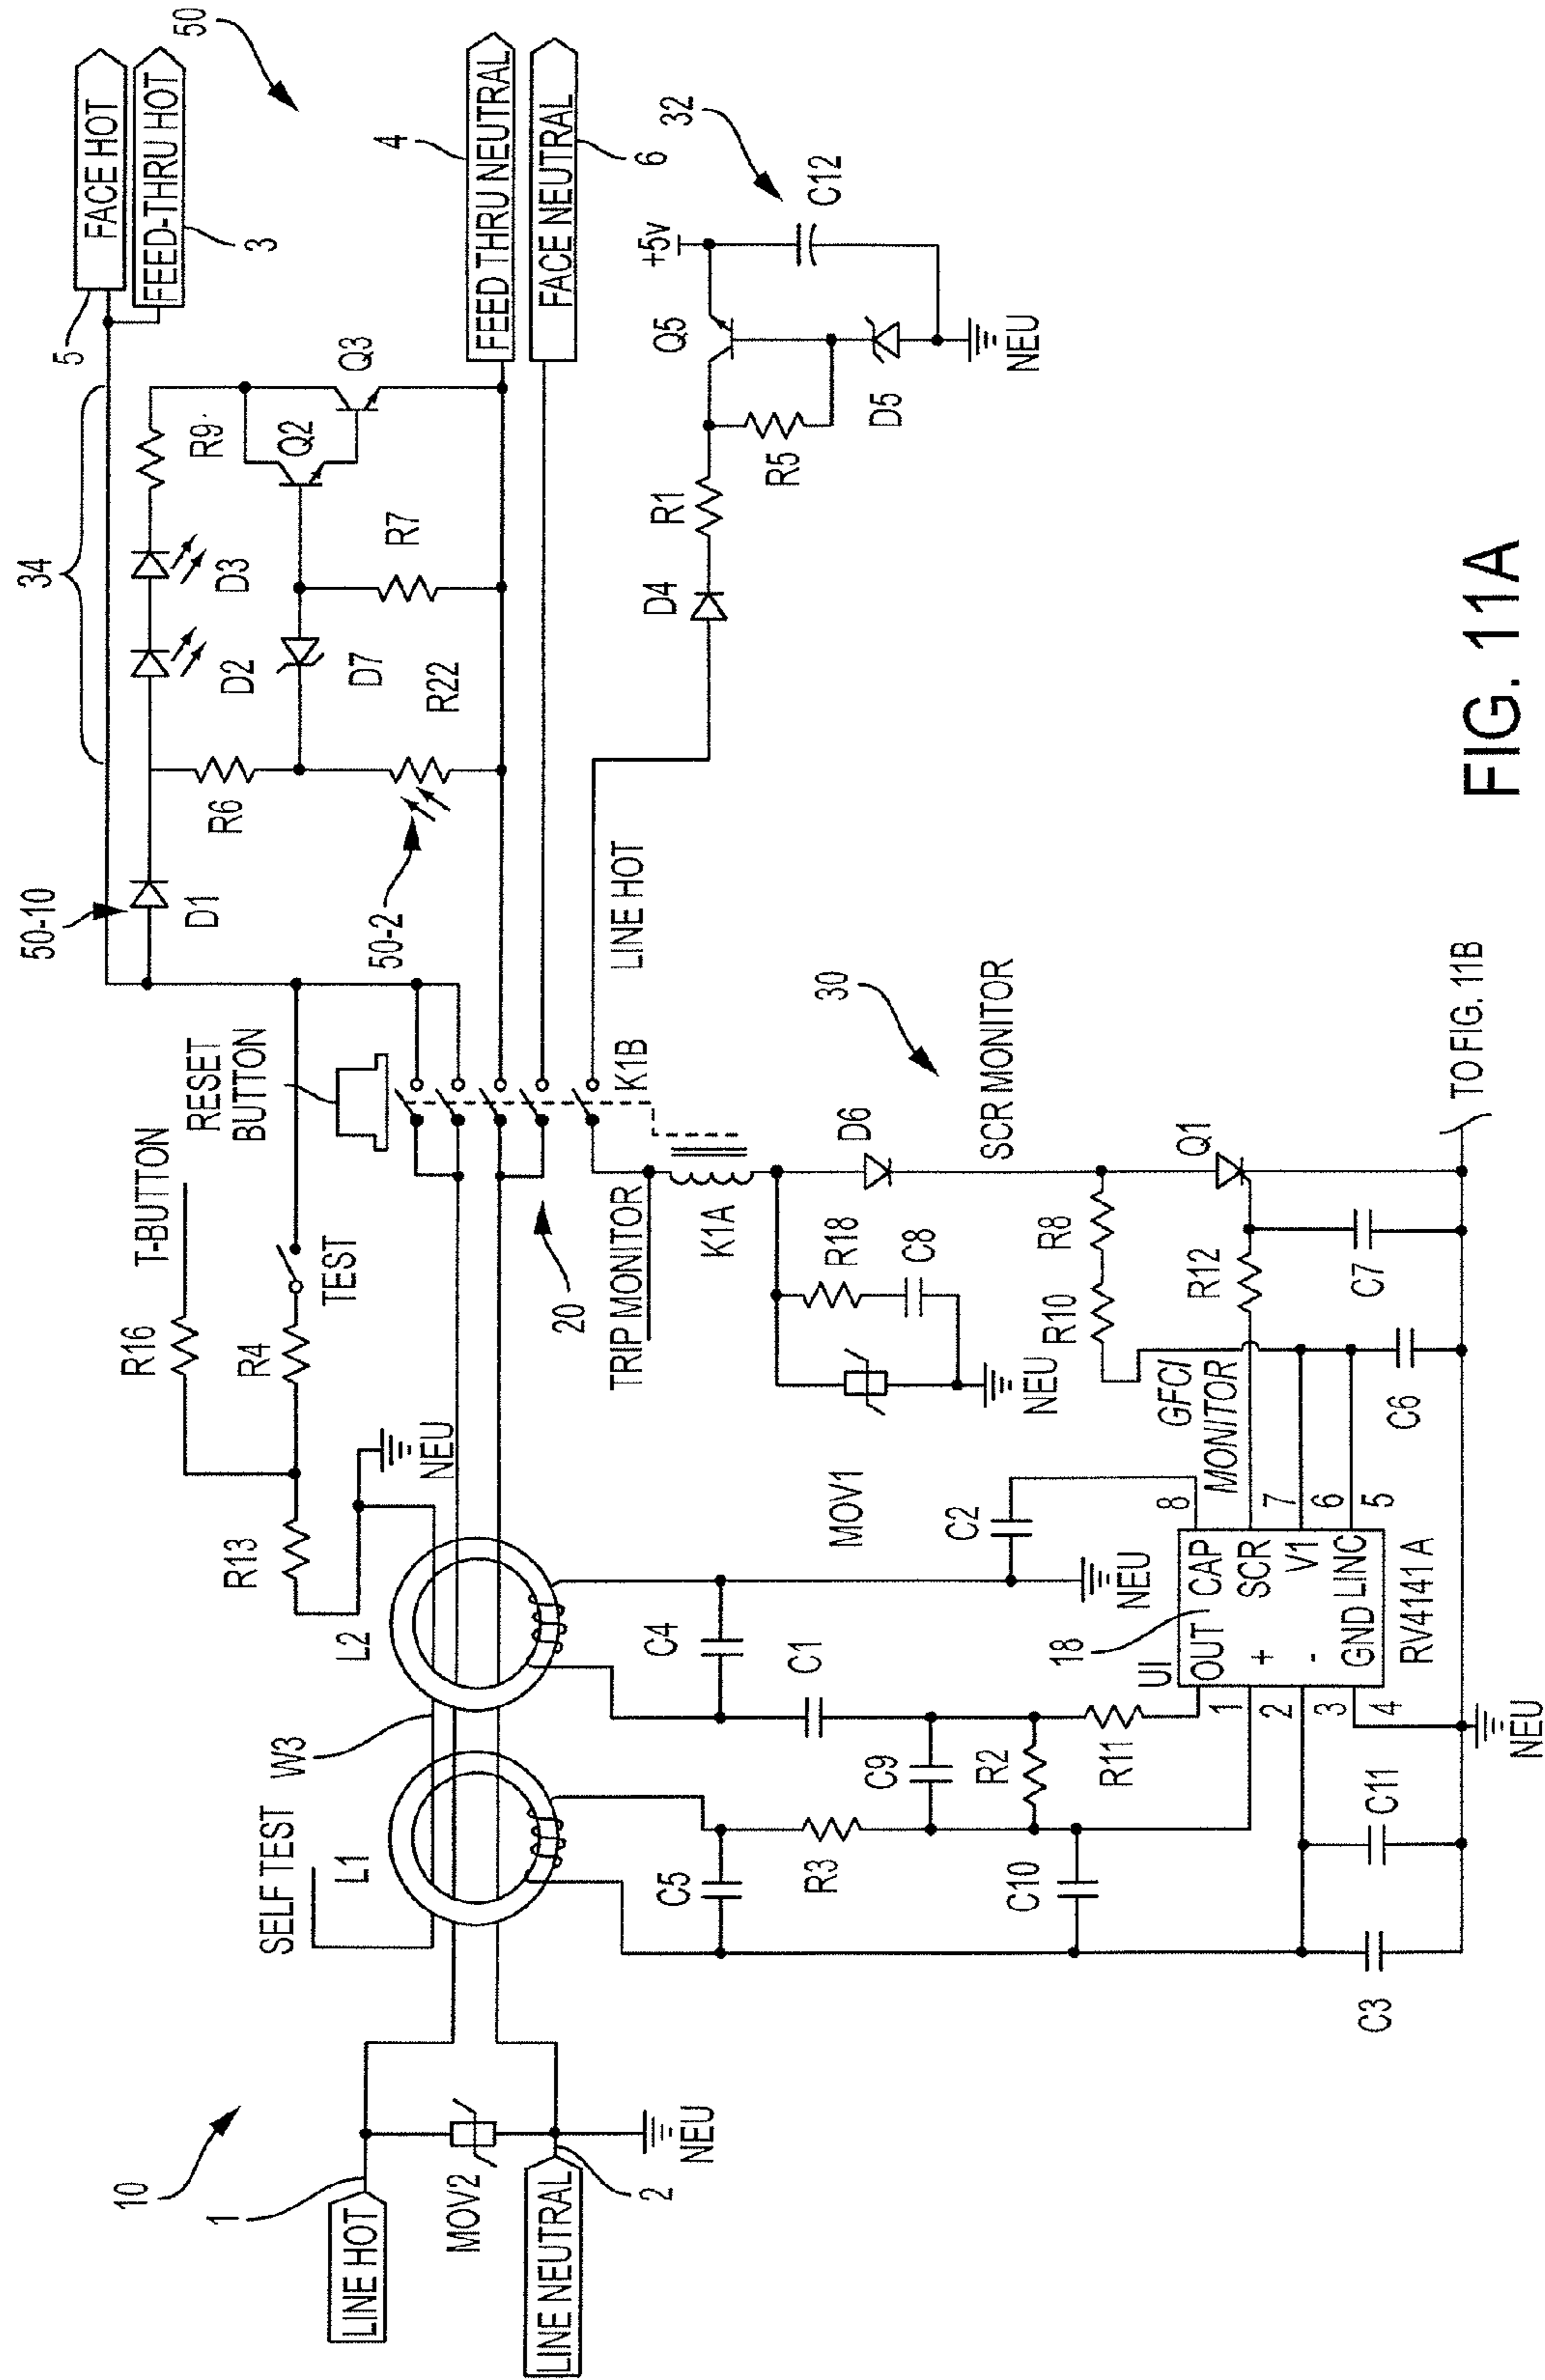 10
1
LINE HOT
MOV2
LINE NEUTRAL
2
NEU
SELF TEST
L1
W3
L2
R13
NEU
R16
T-BUTTON
R4
TEST
RESET
BUTTON
50-10
D1
34
R6
D2
D3
R9
Q2
Q3
D7
R7
R22
50-2
5
FACE HOT
FEED-THRU HOT
3
50
4
FEED THRU NEUTRAL
FACE NEUTRAL
6
20
K1B
LINE HOT
TRIP MONITOR
K1A
D4
R1
R5
Q5
D5
+5v
32
C12
NEU
R18
C8
NEU
MOV1
D6
30
SCR MONITOR
C5
R3
C10
C4
C1
C9
R2
R11
C2
NEU
R10
R8
GFCI
MONITOR
R12
Q1
C7
C6
18
UI
OUT CAP
+ SCR
- V1
GND LINC
1
2
3
4
8
7
6
5
RV4141A
C3
C11
NEU
TO FIG. 11B
FIG. 11A